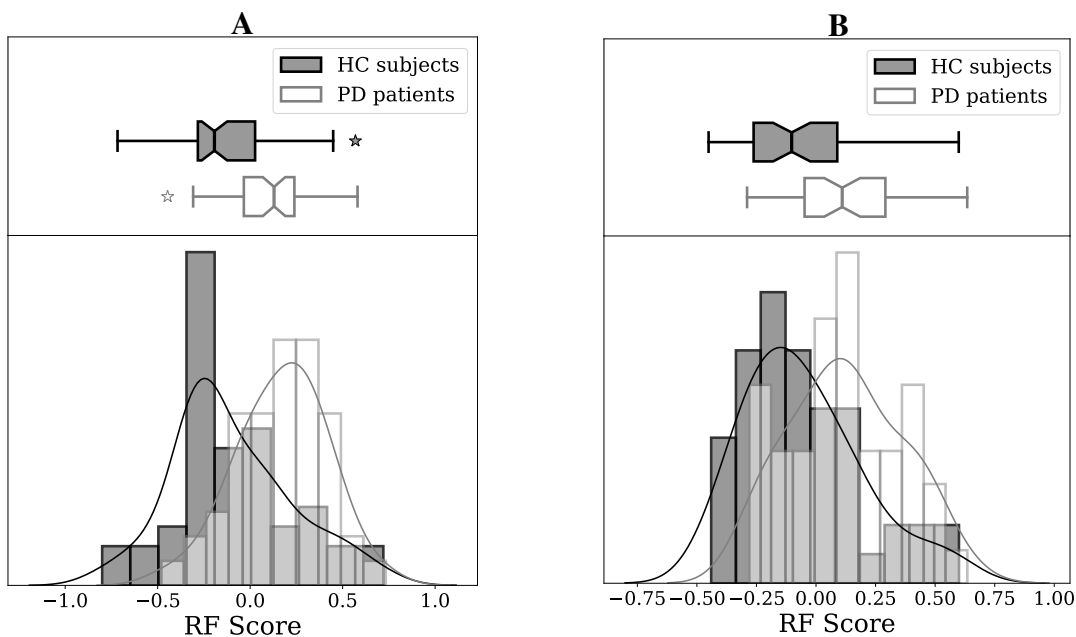 A
B
HC subjects
PD patients
HC subjects
PD patients
−1.0 −0.5 0.0 0.5 1.0
−0.75 −0.50 −0.25 0.00 0.25 0.50 0.75 1.00
RF Score
RF Score